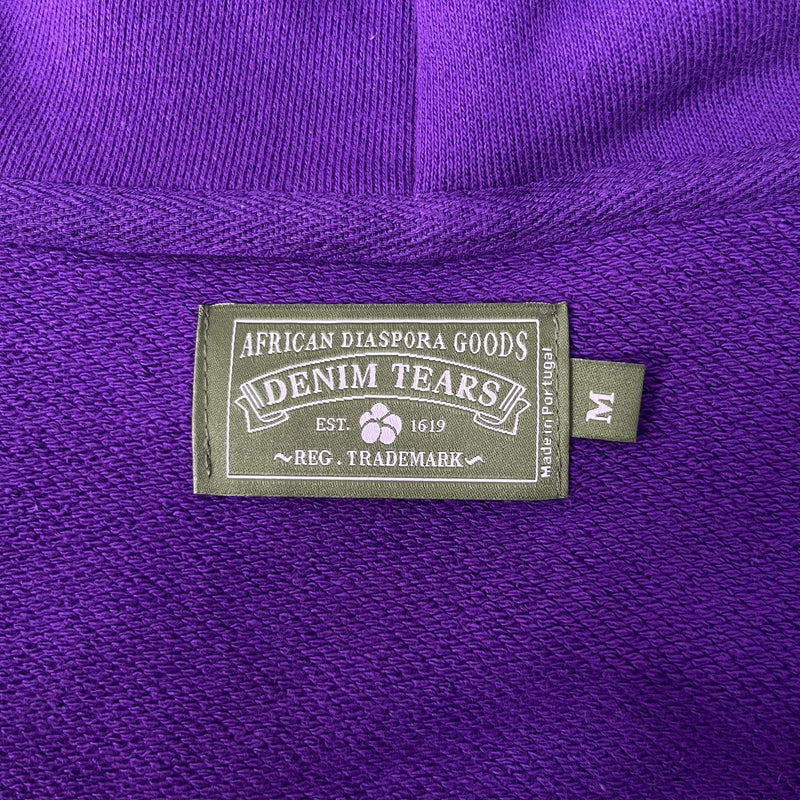 AFRICAN DIASPORA GOODS
DENIM TEARS
EST. 1619
~REG. TRADEMARK~
Made in Portugal
M